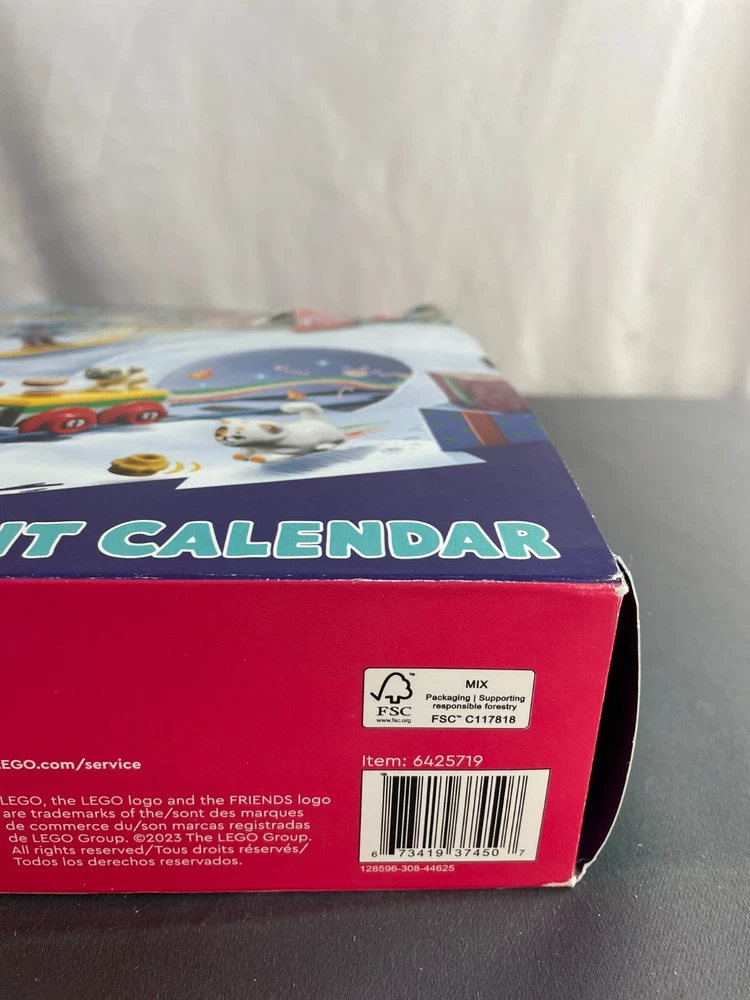 NT CALENDAR
FSC™
www.fsc.org
MIX
Packaging | Supporting
responsible forestry
FSC™ C117818
LEGO.com/service
Item: 6425719
LEGO, the LEGO logo and the FRIENDS logo
are trademarks of the/sont des marques
de commerce du/son marcas registradas
de LEGO Group. ©2023 The LEGO Group.
All rights reserved/Tous droits réservés/
Todos los derechos reservados.
6 73419 37450 7
128596-308-44625